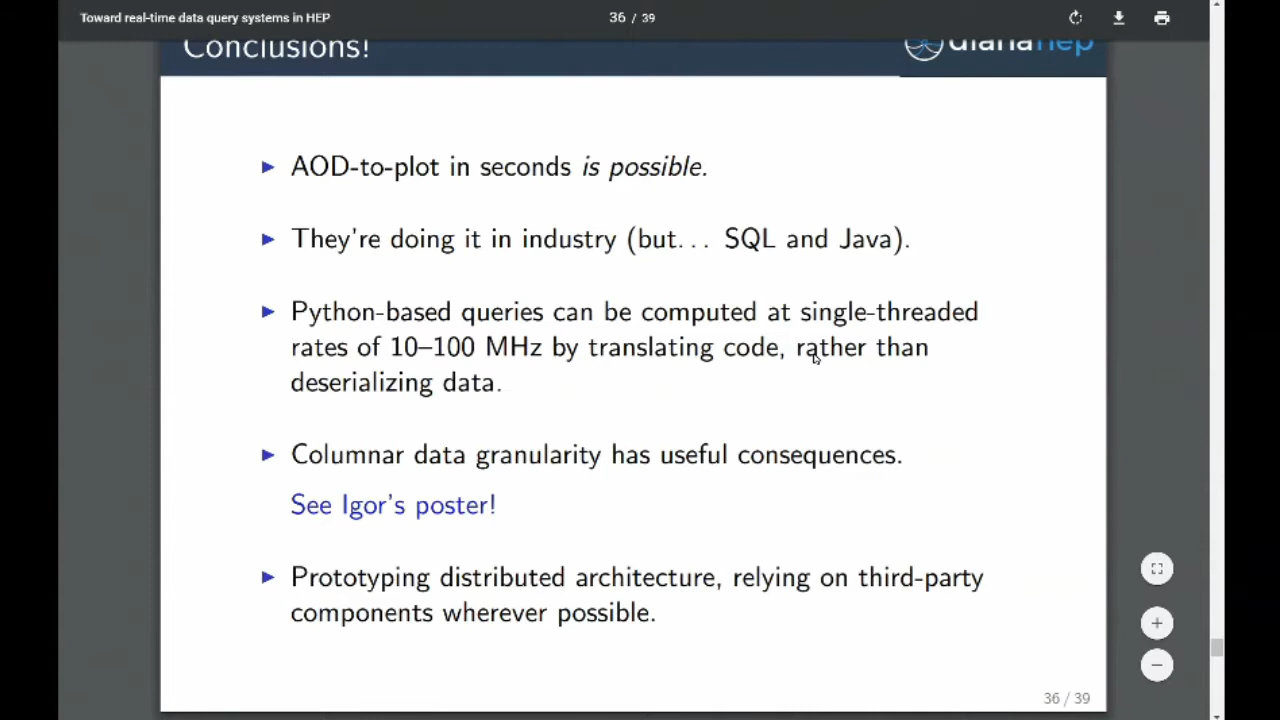 Toward real-time data query systems in HEP
36 / 39
Conclusions!
dianahep
▶ AOD-to-plot in seconds is possible.
▶ They're doing it in industry (but... SQL and Java).
▶ Python-based queries can be computed at single-threaded
rates of 10–100 MHz by translating code, rather than
deserializing data.
▶ Columnar data granularity has useful consequences.
See Igor's poster!
▶ Prototyping distributed architecture, relying on third-party
components wherever possible.
36 / 39